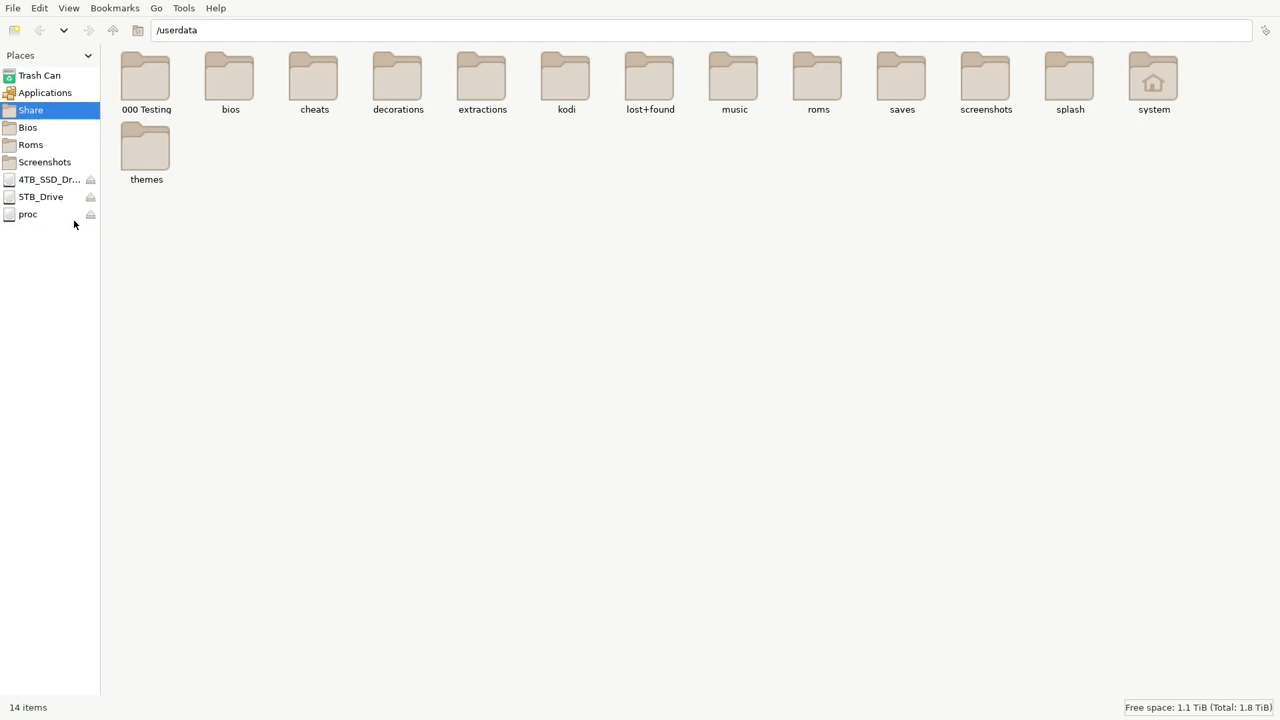 File Edit View Bookmarks Go Tools Help
/userdata
Places
Trash Can
Applications
Share
Bios
Roms
Screenshots
4TB_SSD_Dr...
5TB_Drive
proc
000 Testing bios cheats decorations extractions kodi lost+found music roms saves screenshots splash system
themes
14 items
Free space: 1.1 TiB (Total: 1.8 TiB)